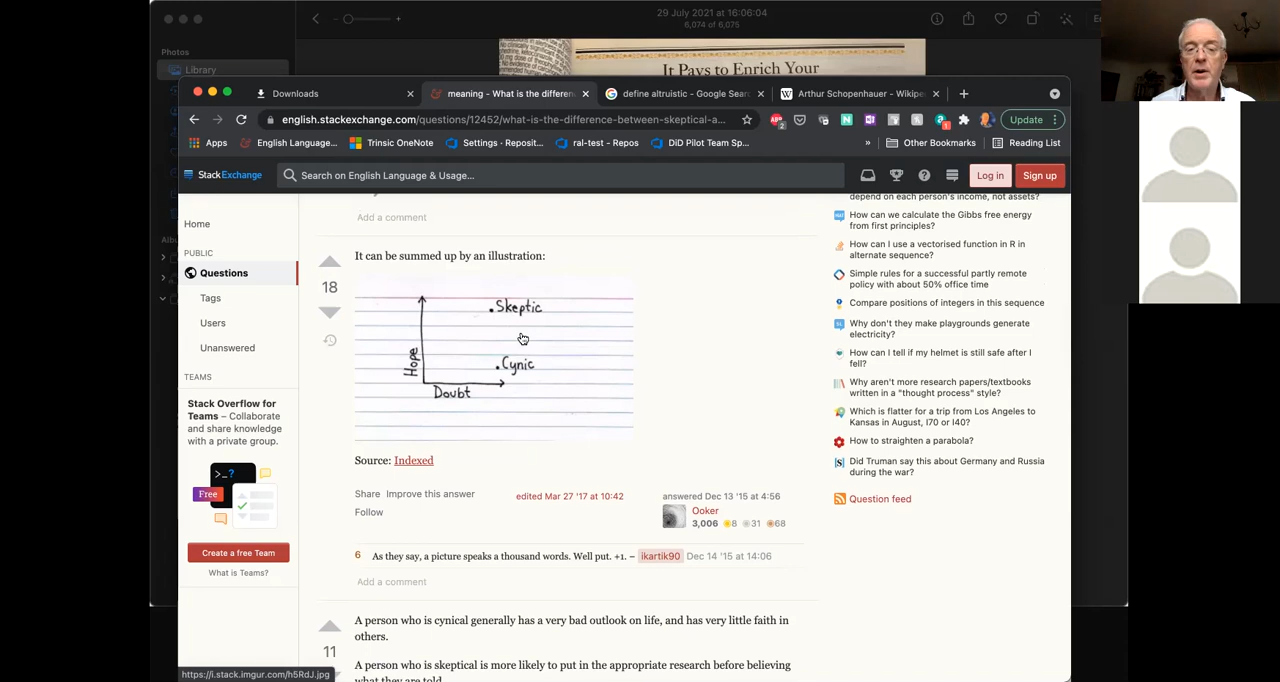 29 July 2021 at 16:06:04
6,074 of 6,075
Photos
Library
It Pays to Enrich Your
Downloads
meaning - What is the differen
define altruistic - Google Sear
Arthur Schopenhauer - Wikipe
english.stackexchange.com/questions/12452/what-is-the-difference-between-skeptical-a...
Update
Apps
English Language...
Trinsic OneNote
Settings · Reposit...
ral-test - Repos
DiD Pilot Team Sp...
»
Other Bookmarks
Reading List
StackExchange
Search on English Language & Usage...
Log in
Sign up
Home
PUBLIC
Questions
Tags
Users
Unanswered
TEAMS
Stack Overflow for
Teams – Collaborate
and share knowledge
with a private group.
>_?
Free
Create a free Team
What is Teams?
Add a comment
It can be summed up by an illustration:
18
Skeptic
Cynic
Hope
Doubt
Source: Indexed
Share Improve this answer
Follow
edited Mar 27 '17 at 10:42
answered Dec 13 '15 at 4:56
Ooker
3,006 8 31 68
6 As they say, a picture speaks a thousand words. Well put. +1. – ikartik90 Dec 14 '15 at 14:06
Add a comment
11
A person who is cynical generally has a very bad outlook on life, and has very little faith in
others.
A person who is skeptical is more likely to put in the appropriate research before believing
what they are told
depend on each person's income, not assets?
How can we calculate the Gibbs free energy
from first principles?
How can I use a vectorised function in R in
alternate sequence?
Simple rules for a successful partly remote
policy with about 50% office time
Compare positions of integers in this sequence
Why don't they make playgrounds generate
electricity?
How can I tell if my helmet is still safe after I
fell?
Why aren't more research papers/textbooks
written in a "thought process" style?
Which is flatter for a trip from Los Angeles to
Kansas in August, I70 or I40?
How to straighten a parabola?
Did Truman say this about Germany and Russia
during the war?
Question feed
https://i.stack.imgur.com/h5RdJ.jpg